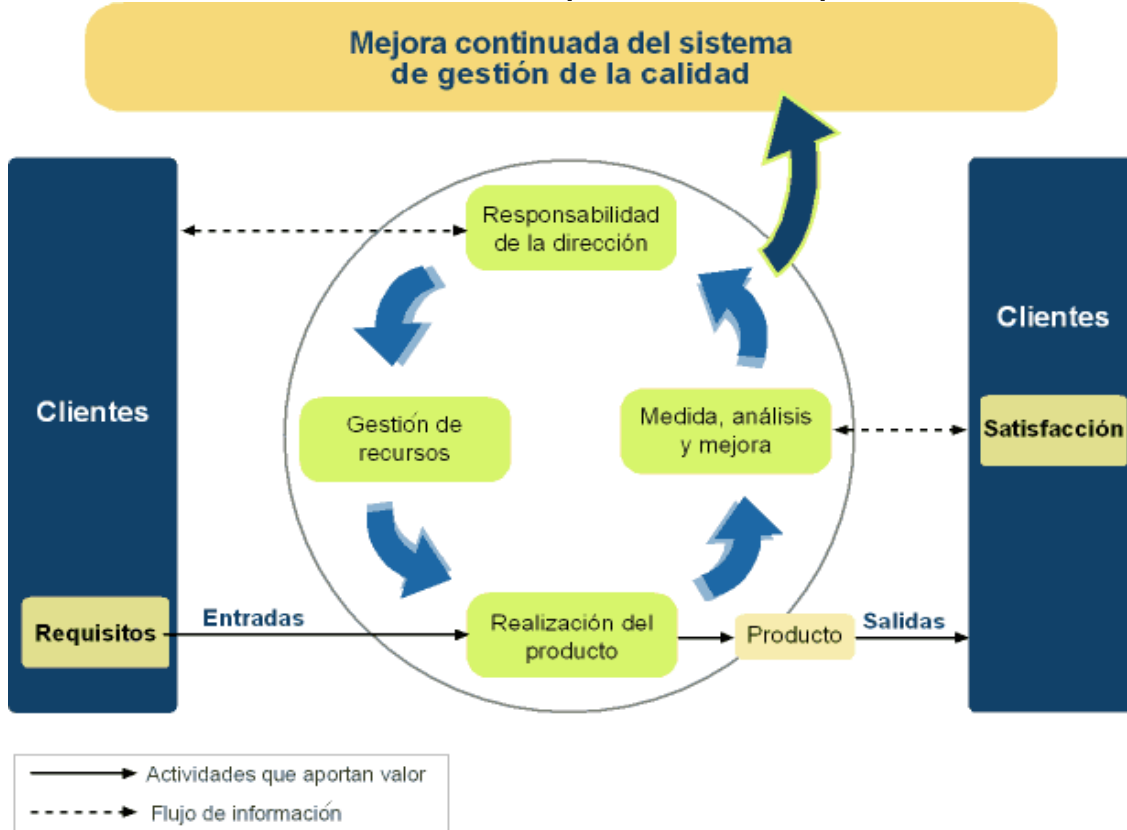 Mejora continuada del sistema
de gestión de la calidad
Responsabilidad
de la dirección
Clientes
Clientes
Gestión de
recursos
Medida, análisis
y mejora
Satisfacción
Requisitos
Entradas
Realización del
producto
Producto
Salidas
Actividades que aportan valor
Flujo de información